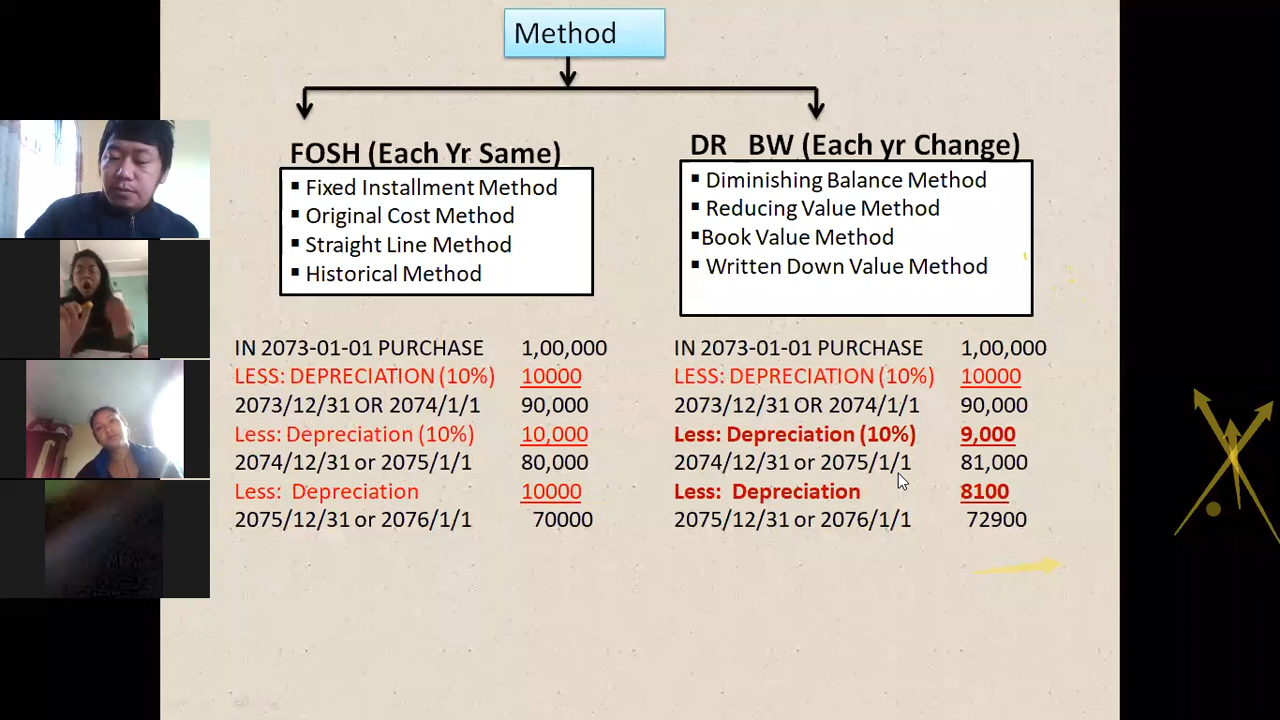 Method
FOSH (Each Yr Same)
▪ Fixed Installment Method
▪ Original Cost Method
▪ Straight Line Method
▪ Historical Method
IN 2073-01-01 PURCHASE 1,00,000
LESS: DEPRECIATION (10%) 10000
2073/12/31 OR 2074/1/1 90,000
Less: Depreciation (10%) 10,000
2074/12/31 or 2075/1/1 80,000
Less: Depreciation 10000
2075/12/31 or 2076/1/1 70000
DR BW (Each yr Change)
▪ Diminishing Balance Method
▪ Reducing Value Method
▪Book Value Method
▪ Written Down Value Method
IN 2073-01-01 PURCHASE 1,00,000
LESS: DEPRECIATION (10%) 10000
2073/12/31 OR 2074/1/1 90,000
Less: Depreciation (10%) 9,000
2074/12/31 or 2075/1/1 81,000
Less: Depreciation 8100
2075/12/31 or 2076/1/1 72900